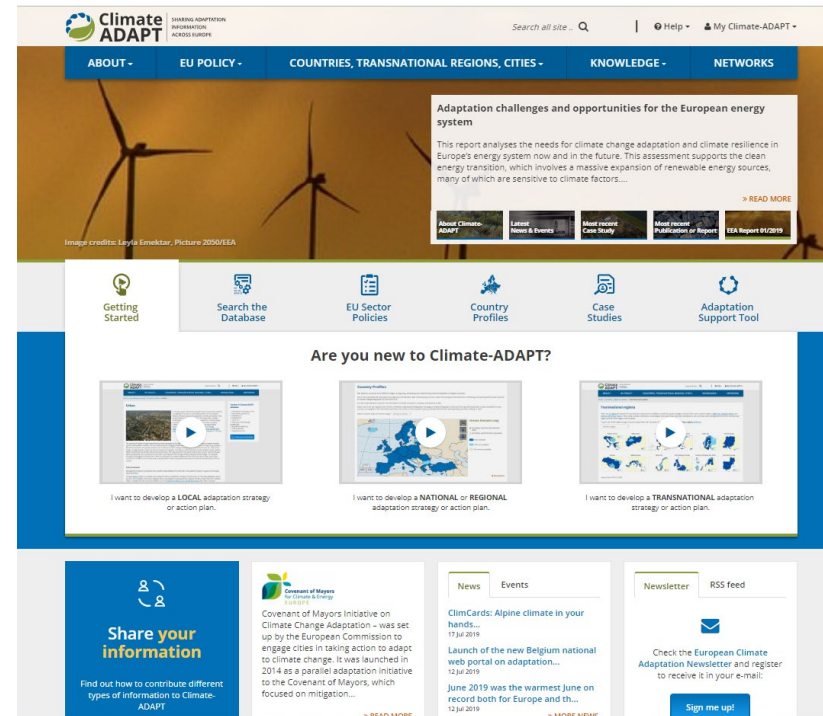 Climate
ADAPT
SHARING ADAPTATION
INFORMATION
ACROSS EUROPE
Search all site ..
Help
My Climate-ADAPT
ABOUT
EU POLICY
COUNTRIES, TRANSNATIONAL REGIONS, CITIES
KNOWLEDGE
NETWORKS
Adaptation challenges and opportunities for the European energy
system
This report analyses the needs for climate change adaptation and climate resilience in
Europe's energy system now and in the future. This assessment supports the clean
energy transition, which involves a massive expansion of renewable energy sources,
many of which are sensitive to climate factors....
» READ MORE
About Climate-
ADAPT
Latest
News & Events
Most recent
Case Study
Most recent
Publication or Report
EEA Report 01/2019
Image credits: Leyla Emektar, Picture 2050/EEA
Getting
Started
Search the
Database
EU Sector
Policies
Country
Profiles
Case
Studies
Adaptation
Support Tool
Are you new to Climate-ADAPT?
Country Profiles
Transnational regions
I want to develop a LOCAL adaptation strategy
or action plan.
I want to develop a NATIONAL or REGIONAL
adaptation strategy or action plan.
I want to develop a TRANSNATIONAL adaptation
strategy or action plan.
Share your
information
Find out how to contribute different
types of information to Climate-
ADAPT
Covenant of Mayors
for Climate & Energy
EUROPE
Covenant of Mayors Initiative on
Climate Change Adaptation – was set
up by the European Commission to
engage cities in taking action to adapt
to climate change. It was launched in
2014 as a parallel adaptation initiative
to the Covenant of Mayors, which
focused on mitigation...
» READ MORE
News
Events
ClimCards: Alpine climate in your
hands...
17 Jul 2019
Launch of the new Belgium national
web portal on adaptation...
12 Jul 2019
June 2019 was the warmest June on
record both for Europe and th...
12 Jul 2019
» MORE NEWS
Newsletter
RSS feed
Check the European Climate
Adaptation Newsletter and register
to receive it in your e-mail:
Sign me up!